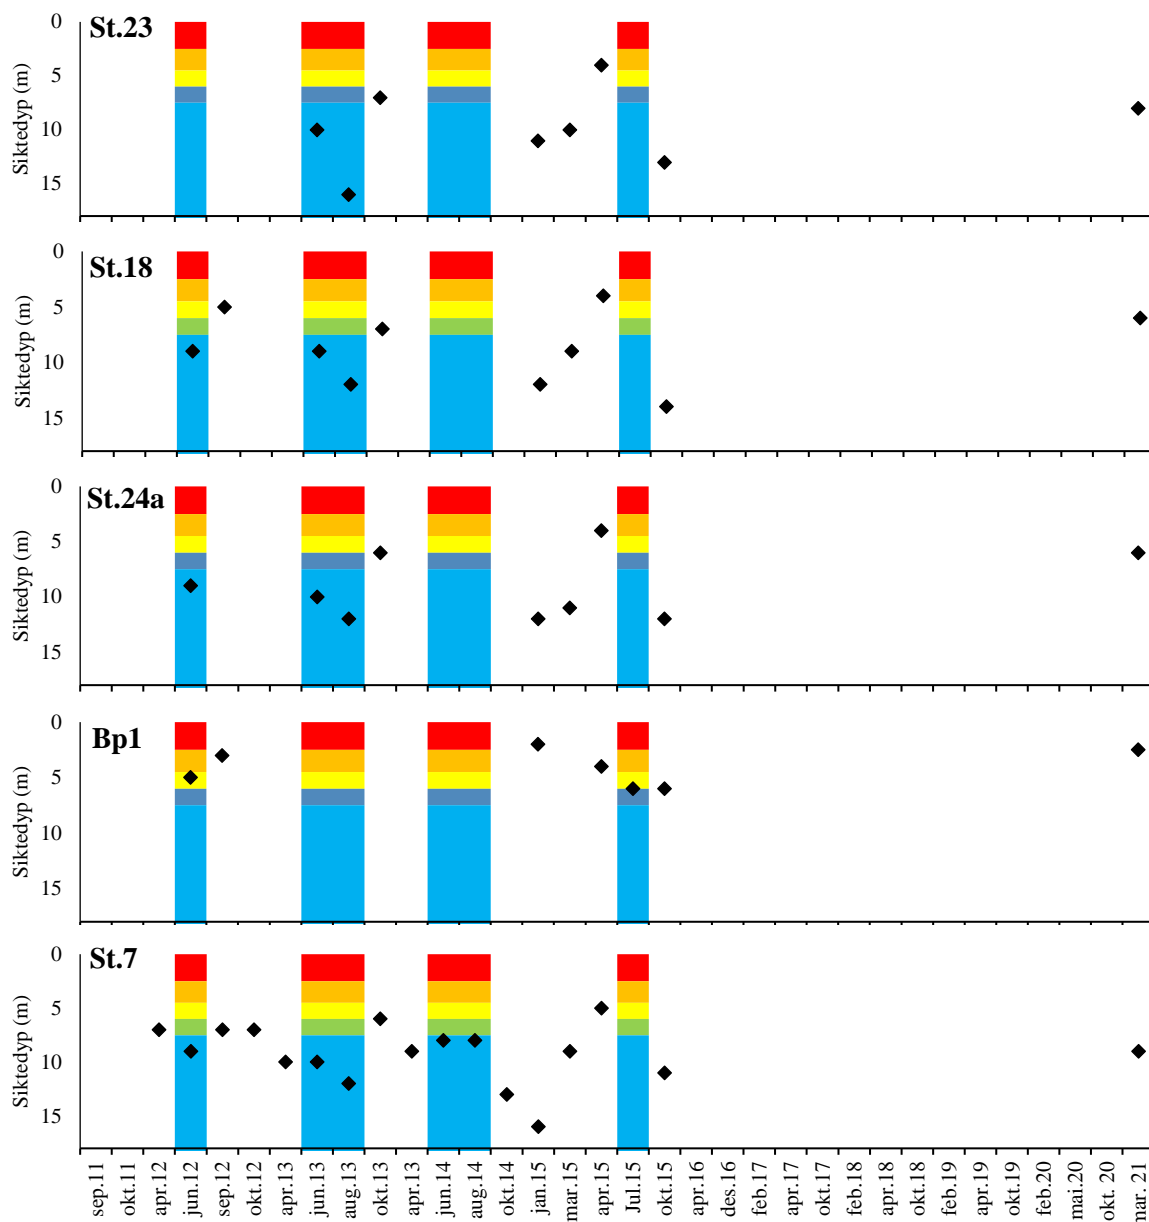 St.23
Siktedyp (m)
0
5
10
15
St.18
Siktedyp (m)
0
5
10
15
St.24a
Siktedyp (m)
0
5
10
15
Bp1
Siktedyp (m)
0
5
10
15
St.7
Siktedyp (m)
0
5
10
15
sep.11
okt.11
apr.12
jun.12
sep.12
okt.12
apr.13
jun.13
aug.13
okt.13
apr.13
jun.14
aug.14
okt.14
jan.15
mar.15
apr.15
Jul.15
okt.15
apr.16
des.16
feb.17
apr.17
okt.17
feb.18
feb.19
apr.19
okt.19
feb.20
mai.20
okt. 20
mar. 21